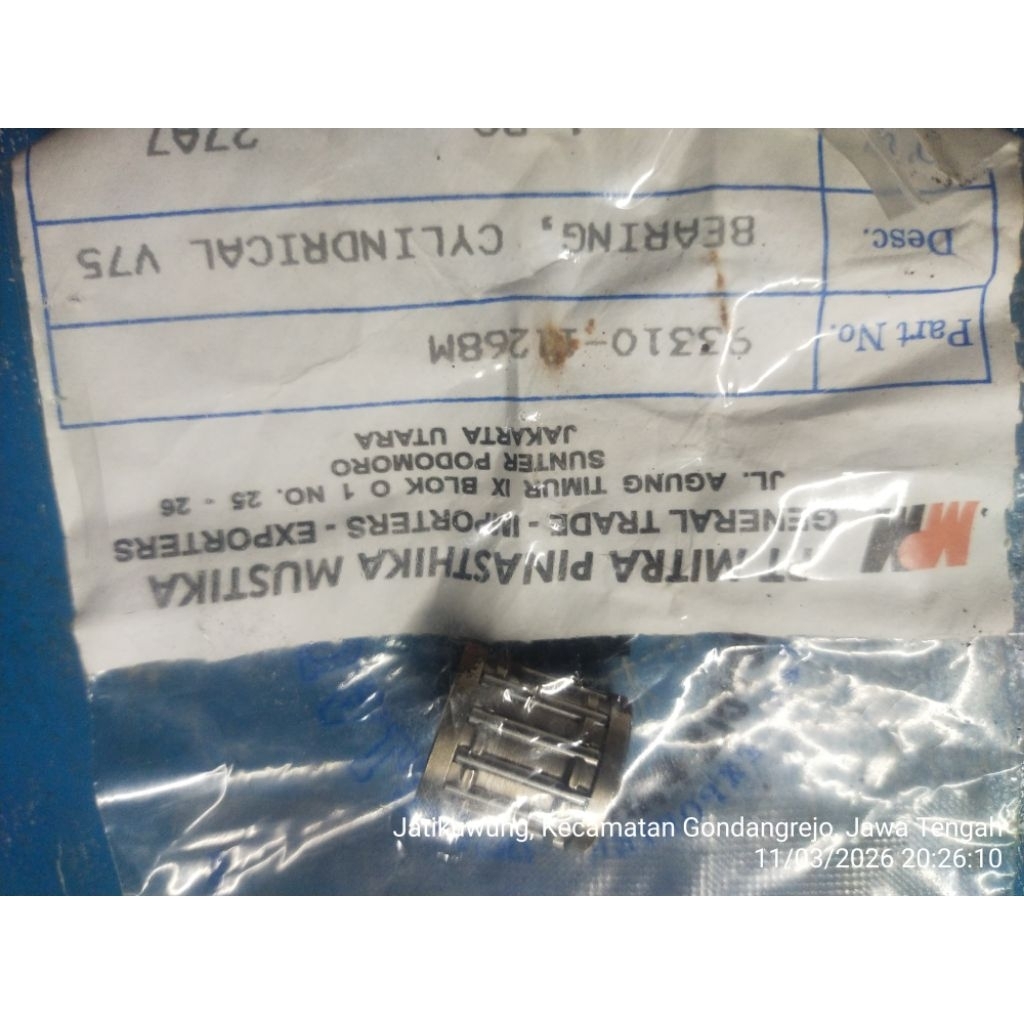 MPM
PT MITRA PINASTHIKA MUSTIKA
GENERAL TRADE - IMPORTERS - EXPORTERS
JL. AGUNG TIMUR IX BLOK O 1 NO. 25 - 26
SUNTER PODOMORO
JAKARTA UTARA
Part No. 93310-11268M
Desc. BEARING, CYLINDRICAL V75
27A7
Jatikuwung, Kecamatan Gondangrejo, Jawa Tengah
11/03/2026 20:26:10